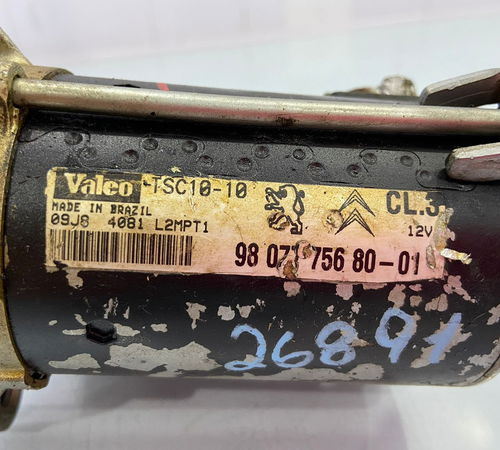 Valeo TSC10-10
MADE IN BRAZIL
09J8 4081 L2MPT1
CL.3
12V
98 071 756 80-01
26891